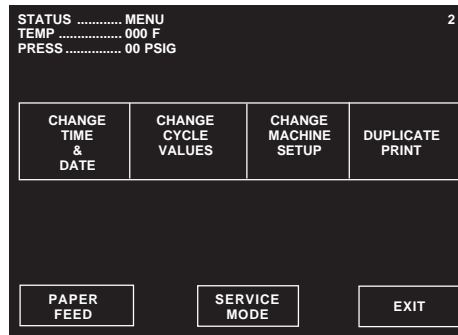 STATUS ............ MENU 2
TEMP ................. 000 F
PRESS ............... 00 PSIG
CHANGE
TIME
&
DATE
CHANGE
CYCLE
VALUES
CHANGE
MACHINE
SETUP
DUPLICATE
PRINT
PAPER
FEED
SERVICE
MODE
EXIT